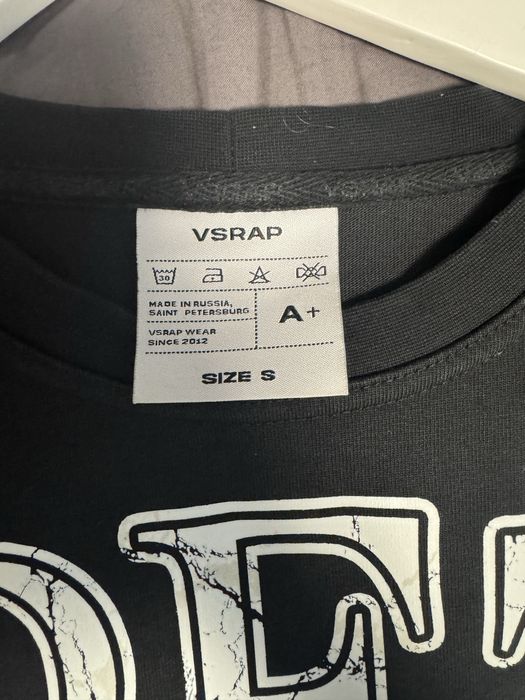 VSRAP
30
MADE IN RUSSIA,
SAINT PETERSBURG
A+
VSRAP WEAR
SINCE 2012
SIZE S